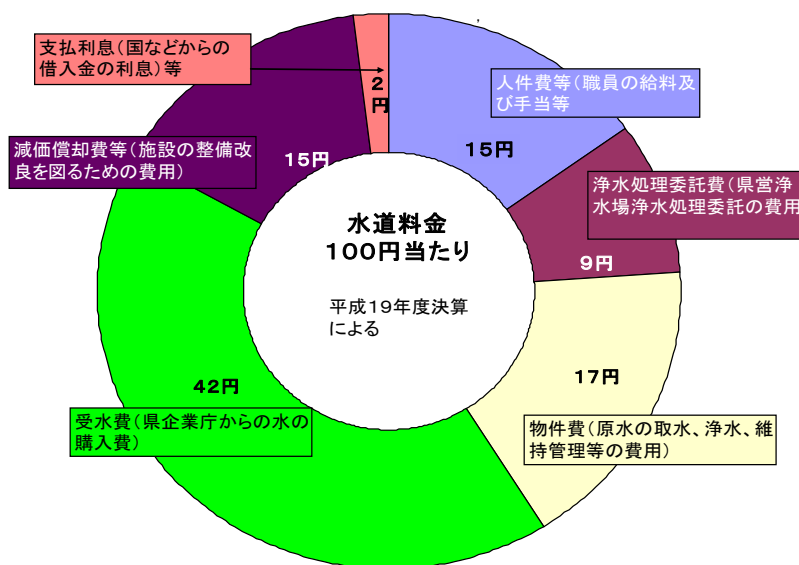 支払利息（国などからの
借入金の利息）等
2
円
人件費等（職員の給料及
び手当等
15円
減価償却費等（施設の整備改
良を図るための費用）
15円
浄水処理委託費（県営浄
水場浄水処理委託の費用
9円
水道料金
100円当たり
平成19年度決算
による
17円
42円
受水費（県企業庁からの水の
購入費）
物件費（原水の取水、浄水、維
持管理等の費用）